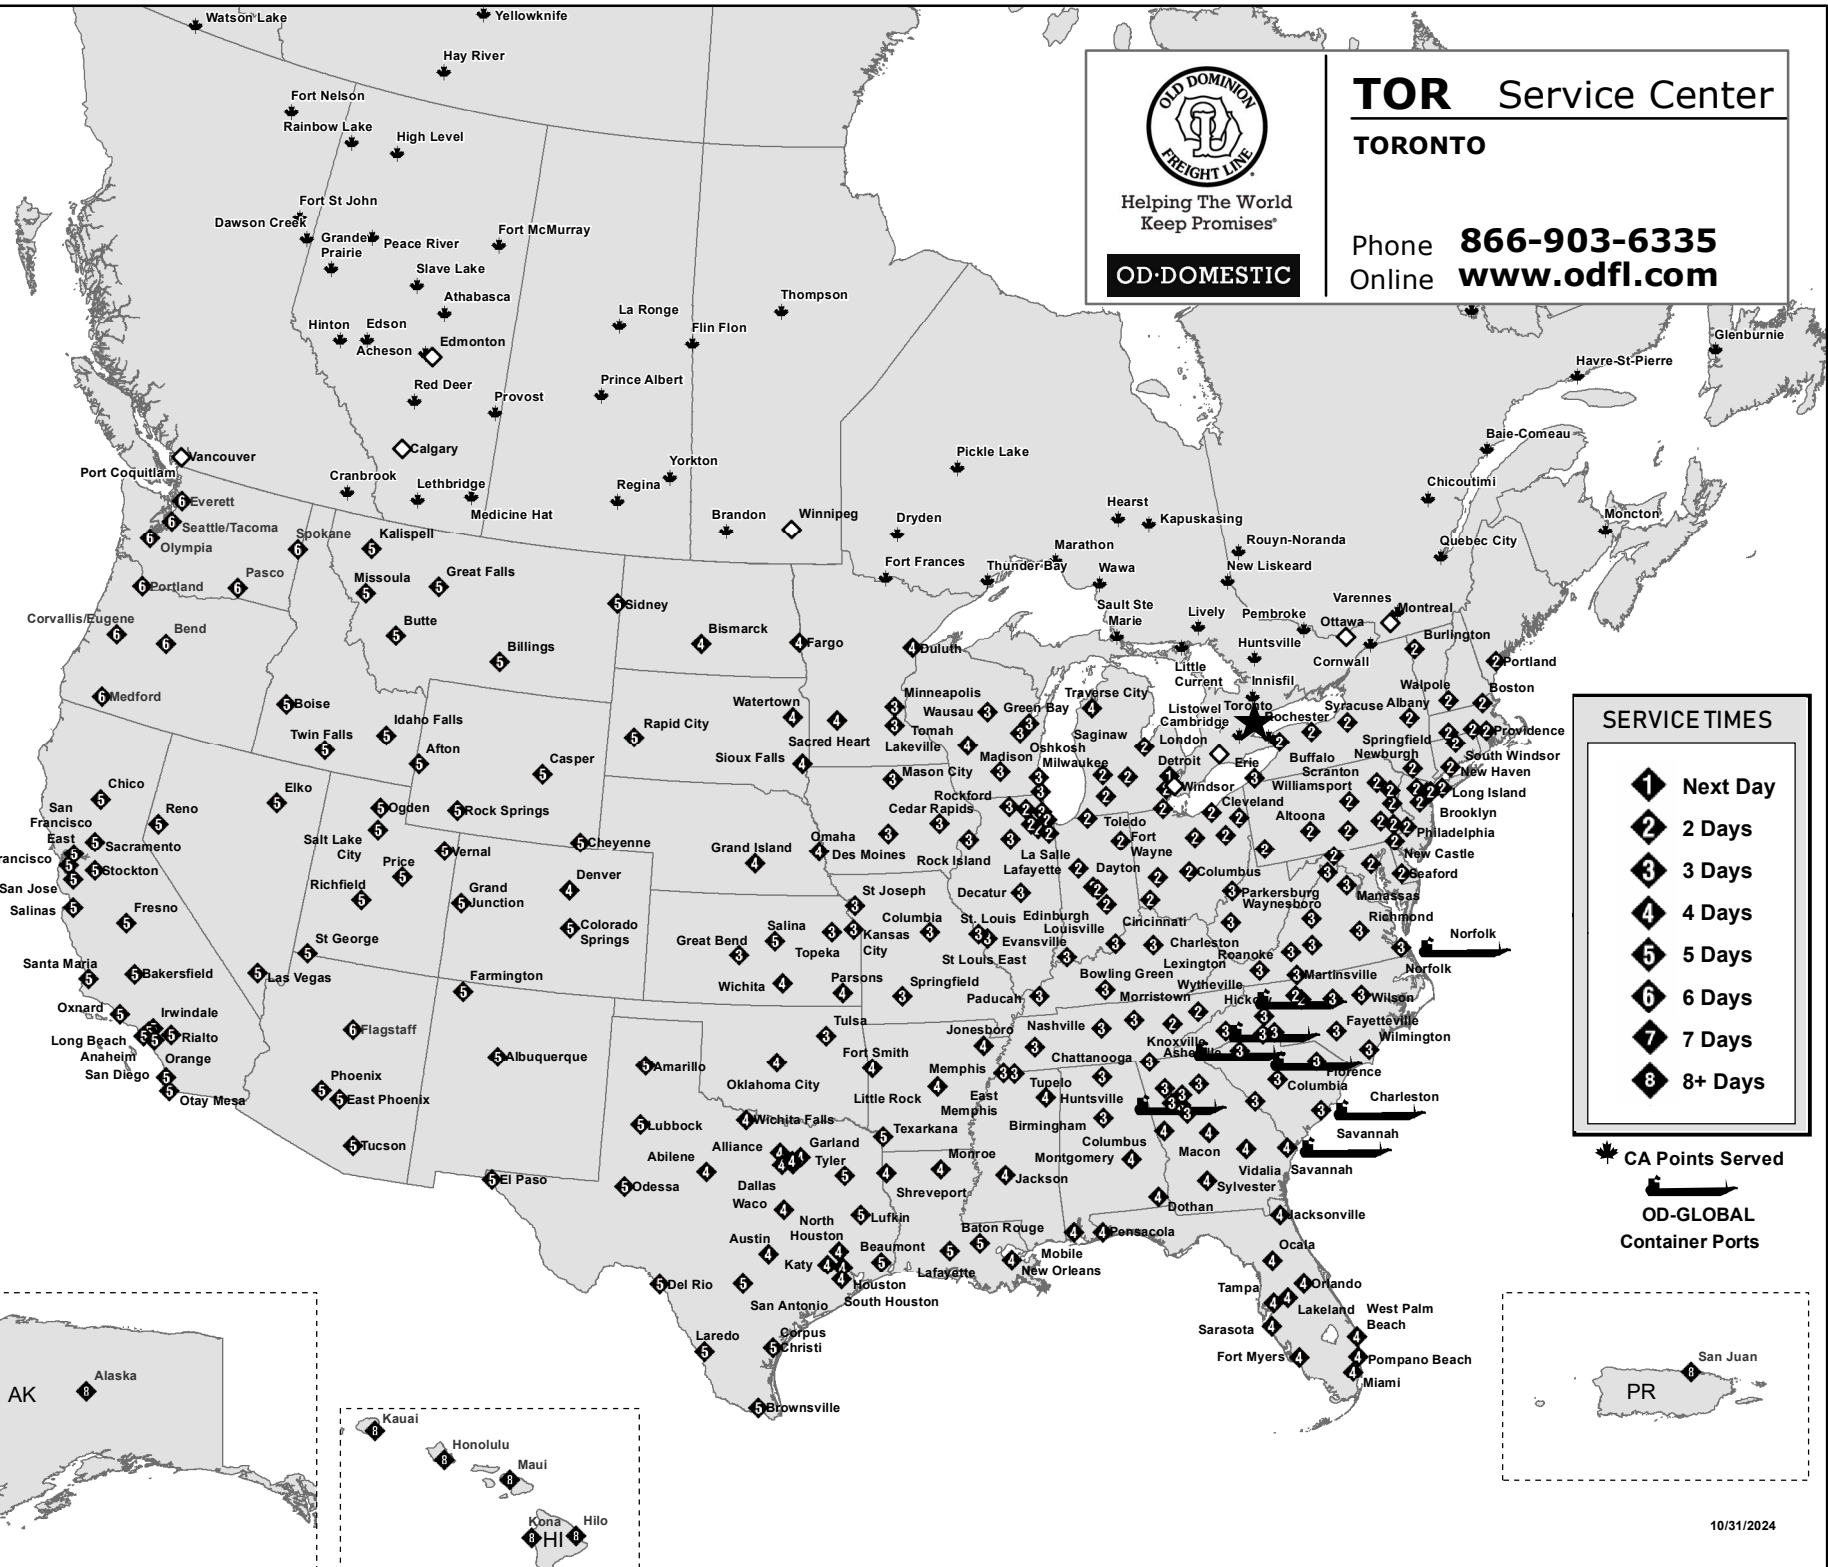 Watson Lake
Yellowknife
Hay River
Fort Nelson
Rainbow Lake
High Level
Fort St John
Dawson Creek
Grande
Prairie
Peace River
Fort McMurray
Slave Lake
Athabasca
Hinton
Edson
Acheson
Edmonton
Red Deer
Provost
La Ronge
Thompson
Flin Flon
Prince Albert
Calgary
Vancouver
Port Coquitlam
Cranbrook
Lethbridge
Medicine Hat
Yorkton
Regina
Brandon
Winnipeg
Pickle Lake
Dryden
Fort Frances
Thunder Bay
Marathon
Hearst
Kapuskasing
Wawa
Rouyn-Noranda
New Liskeard
Sault Ste
Marie
Lively
Pembroke
Varennes
Montreal
Ottawa
Huntsville
Cornwall
Little
Current
Innisfil
Listowel
Cambridge
Toronto
London
Windsor
Glenburnie
Havre-St-Pierre
Baie-Comeau
Chicoutimi
Moncton
Quebec City
OLD DOMINION
FREIGHT LINE
Helping The World
Keep Promises
OD·DOMESTIC
TOR Service Center
TORONTO
Phone 866-903-6335
Online www.odfl.com
Everett
Seattle/Tacoma
Olympia
Spokane
Portland
Pasco
Corvallis/Eugene
Bend
Medford
Kalispell
Missoula
Great Falls
Butte
Billings
Sidney
Bismarck
Fargo
Duluth
Boise
Idaho Falls
Twin Falls
Afton
Casper
Rapid City
Watertown
Sacred Heart
Sioux Falls
Minneapolis
Wausau
Green Bay
Tomah
Lakeville
Oshkosh
Madison
Milwaukee
Mason City
Rockford
Cedar Rapids
Traverse City
Saginaw
Detroit
Burlington
Portland
Walpole
Boston
Rochester
Syracuse
Albany
Providence
Springfield
Newburgh
South Windsor
Buffalo
Erie
Scranton
New Haven
Williamsport
Long Island
Brooklyn
Cleveland
Altoona
Philadelphia
New Castle
Toledo
Fort
Wayne
Seaford
Manassas
Chico
Elko
Reno
San
Francisco
East
Sacramento
rancisco
Stockton
San Jose
Salinas
Fresno
Ogden
Rock Springs
Salt Lake
City
Vernal
Price
Richfield
Grand
Junction
Cheyenne
Denver
Colorado
Springs
St George
Las Vegas
Santa Maria
Bakersfield
Oxnard
Irwindale
Rialto
Long Beach
Anaheim
Orange
San Diego
Otay Mesa
Flagstaff
Phoenix
East Phoenix
Tucson
Farmington
Albuquerque
El Paso
Grand Island
Omaha
Des Moines
Rock Island
La Salle
Lafayette
Dayton
Columbus
Parkersburg
Waynesboro
Richmond
St Joseph
Decatur
Salina
Great Bend
Topeka
Kansas
City
Columbia
St. Louis
Edinburgh
Louisville
Cincinnati
Evansville
St Louis East
Charleston
Lexington
Roanoke
Norfolk
Norfolk
Wichita
Parsons
Springfield
Paducah
Bowling Green
Morristown
Wytheville
Martinsville
Hickory
Wilson
Fayetteville
Wilmington
Tulsa
Oklahoma City
Fort Smith
Little Rock
Jonesboro
Nashville
Knoxville
Asheville
Chattanooga
Memphis
East
Memphis
Tupelo
Huntsville
Florence
Columbia
Charleston
Amarillo
Lubbock
Wichita Falls
Texarkana
Abilene
Alliance
Garland
Tyler
Dallas
Waco
Odessa
Monroe
Shreveport
Jackson
Birmingham
Columbus
Montgomery
Macon
Vidalia
Savannah
Savannah
Sylvester
Dothan
Lufkin
Austin
North
Houston
Katy
Beaumont
Houston
South Houston
San Antonio
Del Rio
Laredo
Corpus
Christi
Brownsville
Baton Rouge
Lafayette
New Orleans
Mobile
Pensacola
Jacksonville
Ocala
Orlando
Tampa
Lakeland
Sarasota
West Palm
Beach
Fort Myers
Pompano Beach
Miami
SERVICE TIMES
1 Next Day
2 2 Days
3 3 Days
4 4 Days
5 5 Days
6 6 Days
7 7 Days
8 8+ Days
CA Points Served
OD-GLOBAL
Container Ports
AK
Alaska
Kauai
Honolulu
Maui
Kona
Hilo
HI
San Juan
PR
10/31/2024